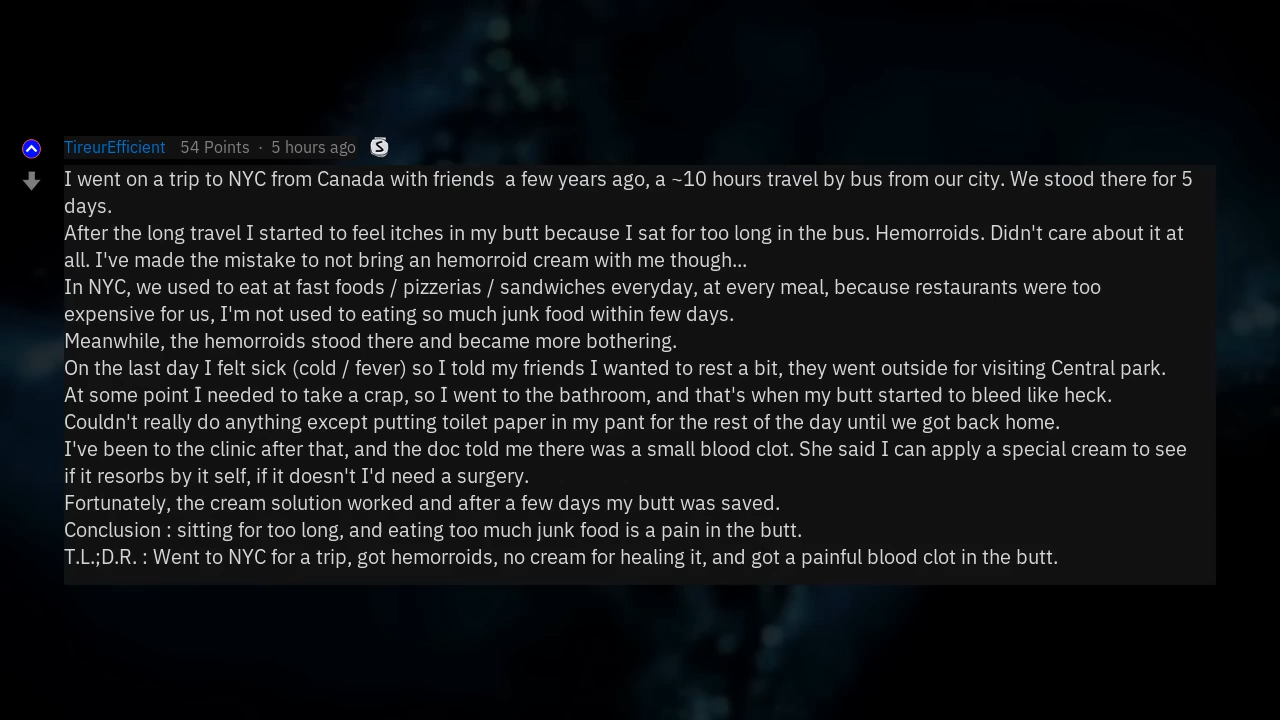 TireurEfficient 54 Points · 5 hours ago S
I went on a trip to NYC from Canada with friends  a few years ago, a ~10 hours travel by bus from our city. We stood there for 5
days.
After the long travel I started to feel itches in my butt because I sat for too long in the bus. Hemorroids. Didn't care about it at
all. I've made the mistake to not bring an hemorroid cream with me though...
In NYC, we used to eat at fast foods / pizzerias / sandwiches everyday, at every meal, because restaurants were too
expensive for us, I'm not used to eating so much junk food within few days.
Meanwhile, the hemorroids stood there and became more bothering.
On the last day I felt sick (cold / fever) so I told my friends I wanted to rest a bit, they went outside for visiting Central park.
At some point I needed to take a crap, so I went to the bathroom, and that's when my butt started to bleed like heck.
Couldn't really do anything except putting toilet paper in my pant for the rest of the day until we got back home.
I've been to the clinic after that, and the doc told me there was a small blood clot. She said I can apply a special cream to see
if it resorbs by it self, if it doesn't I'd need a surgery.
Fortunately, the cream solution worked and after a few days my butt was saved.
Conclusion : sitting for too long, and eating too much junk food is a pain in the butt.
T.L.;D.R. : Went to NYC for a trip, got hemorroids, no cream for healing it, and got a painful blood clot in the butt.